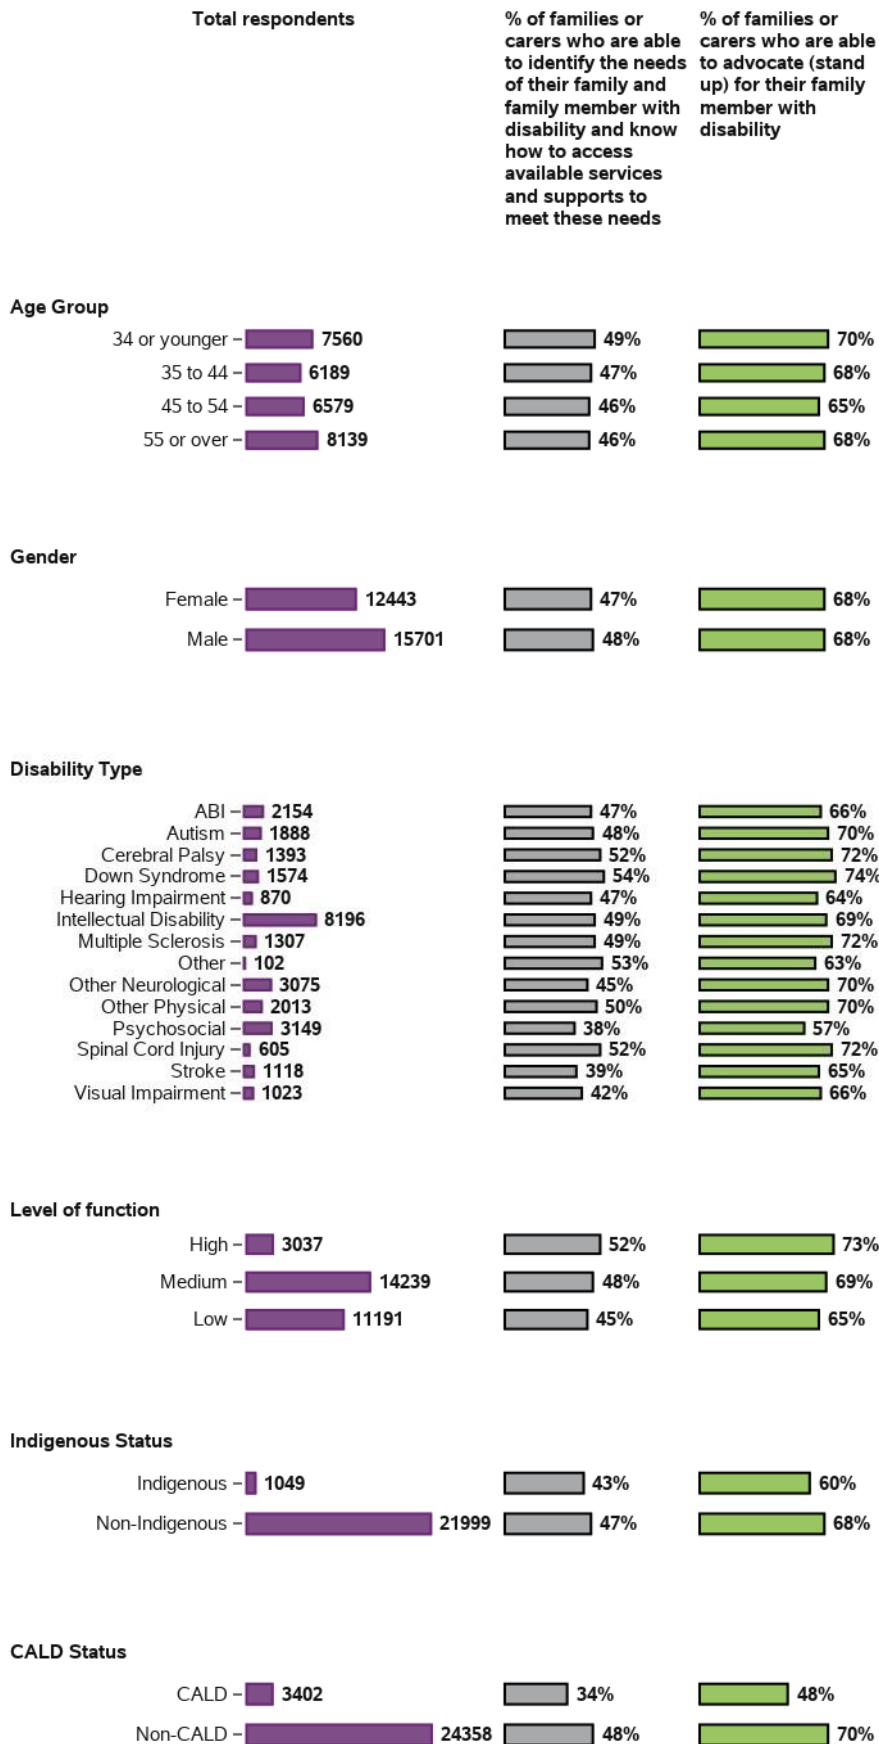 Total respondents
% of families or carers who are able to identify the needs of their family and family member with disability and know how to access available services and supports to meet these needs
% of families or carers who are able to advocate (stand up) for their family member with disability
Age Group
34 or younger 7560 49% 70%
35 to 44 6189 47% 68%
45 to 54 6579 46% 65%
55 or over 8139 46% 68%
Gender
Female 12443 47% 68%
Male 15701 48% 68%
Disability Type
ABI 2154 47% 66%
Autism 1888 48% 70%
Cerebral Palsy 1393 52% 72%
Down Syndrome 1574 54% 74%
Hearing Impairment 870 47% 64%
Intellectual Disability 8196 49% 69%
Multiple Sclerosis 1307 49% 72%
Other 102 53% 63%
Other Neurological 3075 45% 70%
Other Physical 2013 50% 70%
Psychosocial 3149 38% 57%
Spinal Cord Injury 605 52% 72%
Stroke 1118 39% 65%
Visual Impairment 1023 42% 66%
Level of function
High 3037 52% 73%
Medium 14239 48% 69%
Low 11191 45% 65%
Indigenous Status
Indigenous 1049 43% 60%
Non-Indigenous 21999 47% 68%
CALD Status
CALD 3402 34% 48%
Non-CALD 24358 48% 70%